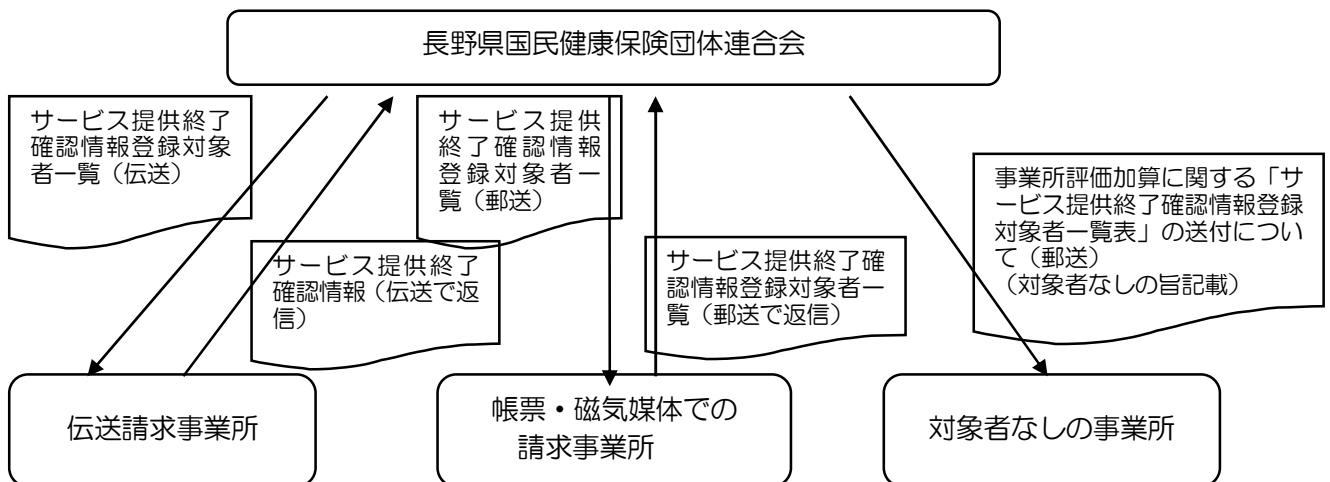 長野県国民健康保険団体連合会
サービス提供終了
確認情報登録対象
者一覧（伝送）
サービス提供
終了確認情報
登録対象者一
覧（郵送）
事業所評価加算に関する「サ
ービス提供終了確認情報登録
対象者一覧表」の送付につい
て（郵送）
（対象者なしの旨記載）
サービス提供終了
確認情報（伝送で返
信）
サービス提供終了確
認情報登録対象者一
覧（郵送で返信）
伝送請求事業所
帳票・磁気媒体での
請求事業所
対象者なしの事業所